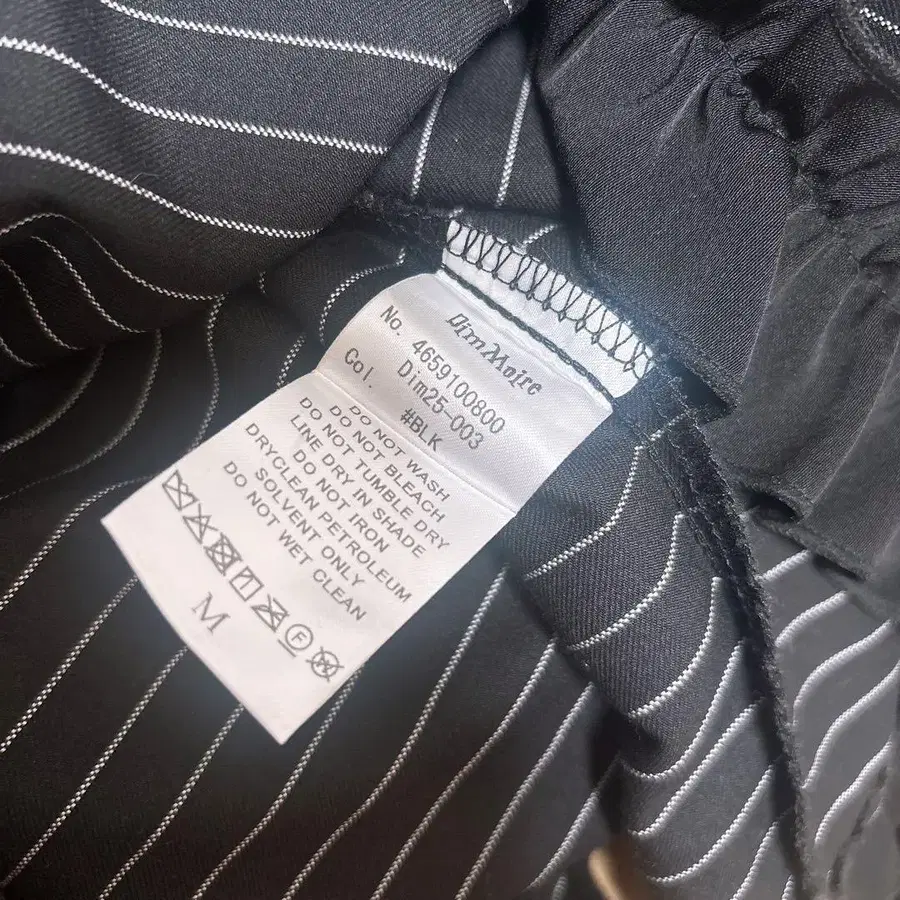 DimMoire
No. 4659100800
Dim25-003
Col. #BLK
DO NOT WASH
DO NOT BLEACH
DO NOT TUMBLE DRY
LINE DRY IN SHADE
DO NOT IRON
DRYCLEAN PETROLEUM
SOLVENT ONLY
DO NOT WET CLEAN
F
M